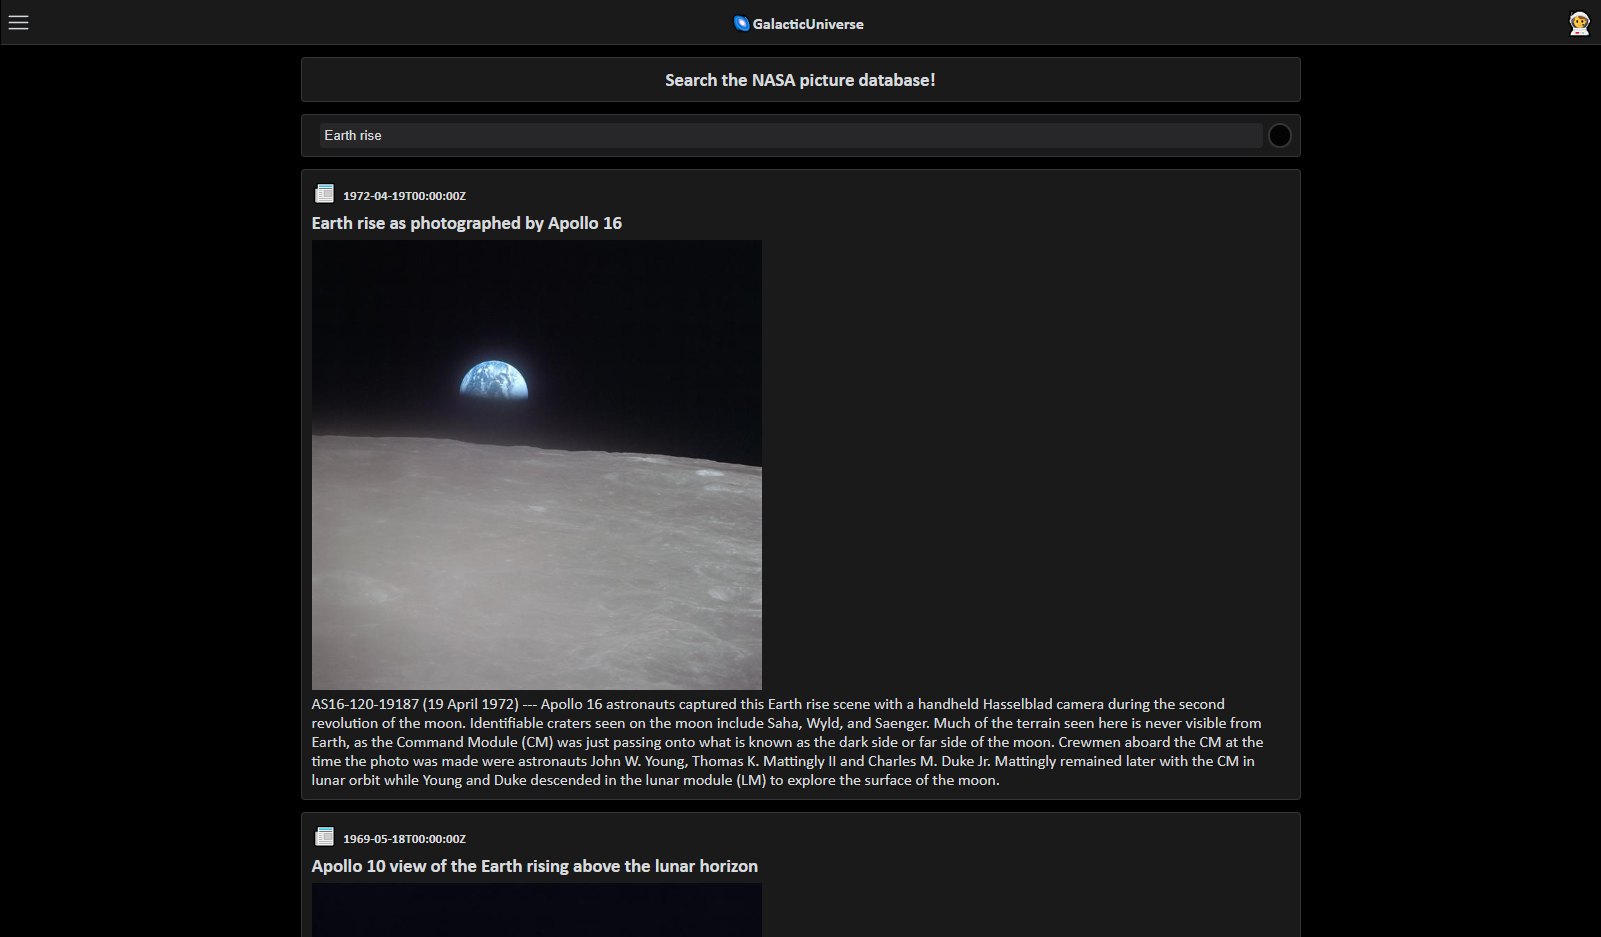 GalacticUniverse
Search the NASA picture database!
Earth rise
1972-04-19T00:00:00Z
Earth rise as photographed by Apollo 16
AS16-120-19187 (19 April 1972) --- Apollo 16 astronauts captured this Earth rise scene with a handheld Hasselblad camera during the second
revolution of the moon. Identifiable craters seen on the moon include Saha, Wyld, and Saenger. Much of the terrain seen here is never visible from
Earth, as the Command Module (CM) was just passing onto what is known as the dark side or far side of the moon. Crewmen aboard the CM at the
time the photo was made were astronauts John W. Young, Thomas K. Mattingly II and Charles M. Duke Jr. Mattingly remained later with the CM in
lunar orbit while Young and Duke descended in the lunar module (LM) to explore the surface of the moon.
1969-05-18T00:00:00Z
Apollo 10 view of the Earth rising above the lunar horizon